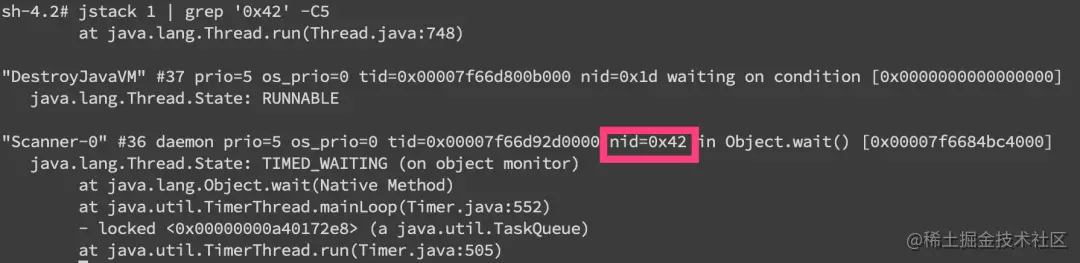 sh-4.2# jstack 1 | grep '0x42' -C5
at java.lang.Thread.run(Thread.java:748)
"DestroyJavaVM" #37 prio=5 os_prio=0 tid=0x00007f66d800b000 nid=0x1d waiting on condition [0x0000000000000000]
java.lang.Thread.State: RUNNABLE
"Scanner-0" #36 daemon prio=5 os_prio=0 tid=0x00007f66d92d0000 nid=0x42 in Object.wait() [0x00007f6684bc4000]
java.lang.Thread.State: TIMED_WAITING (on object monitor)
at java.lang.Object.wait(Native Method)
at java.util.TimerThread.mainLoop(Timer.java:552)
- locked <0x00000000a40172e8> (a java.util.TaskQueue)
at java.util.TimerThread.run(Timer.java:505)
@稀土掘金技术社区